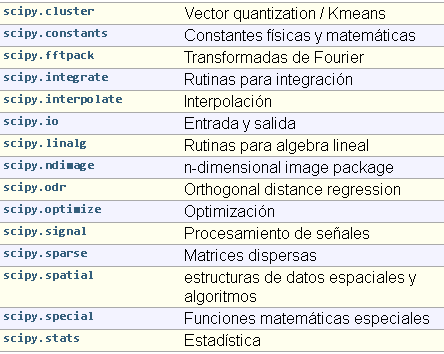 scipy.cluster Vector quantization / Kmeans
scipy.constants Constantes físicas y matemáticas
scipy.fftpack Transformadas de Fourier
scipy.integrate Rutinas para integración
scipy.interpolate Interpolación
scipy.io Entrada y salida
scipy.linalg Rutinas para algebra lineal
scipy.ndimage n-dimensional image package
scipy.odr Orthogonal distance regression
scipy.optimize Optimización
scipy.signal Procesamiento de señales
scipy.sparse Matrices dispersas
scipy.spatial estructuras de datos espaciales y
algoritmos
scipy.special Funciones matemáticas especiales
scipy.stats Estadística